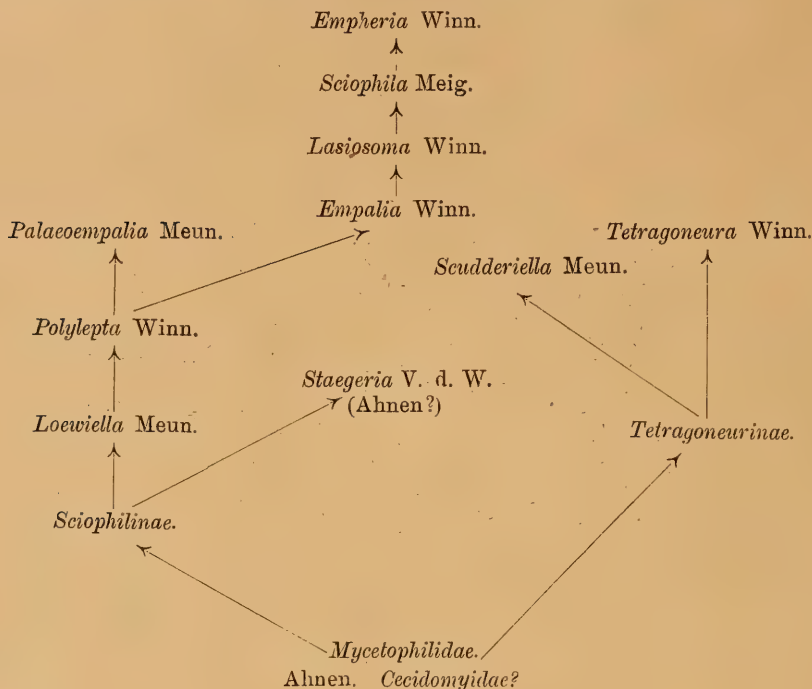 Empheria Winn.
Sciophila Meig.
Lasiosoma Winn.
Empalia Winn.
Palaeoempalia Meun.
Tetragoneura Winn.
Scudderiella Meun.
Polylepta Winn.
Staegeria V. d. W.
(Ahnen?)
Loewiella Meun.
Tetragoneurinae.
Sciophilinae.
Mycetophilidae.
Ahnen. Cecidomyidae?